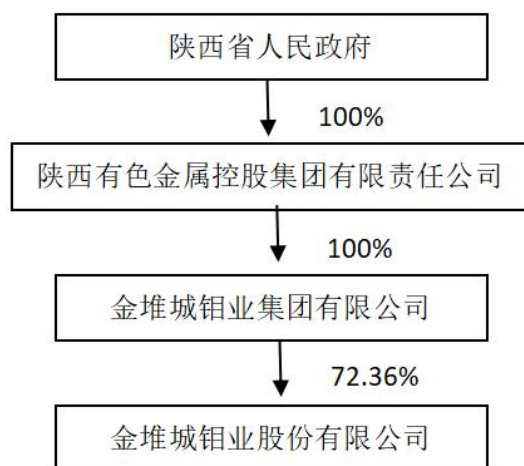 陕西省人民政府
100%
陕西有色金属控股集团有限责任公司
100%
金堆城钼业集团有限公司
72.36%
金堆城钼业股份有限公司